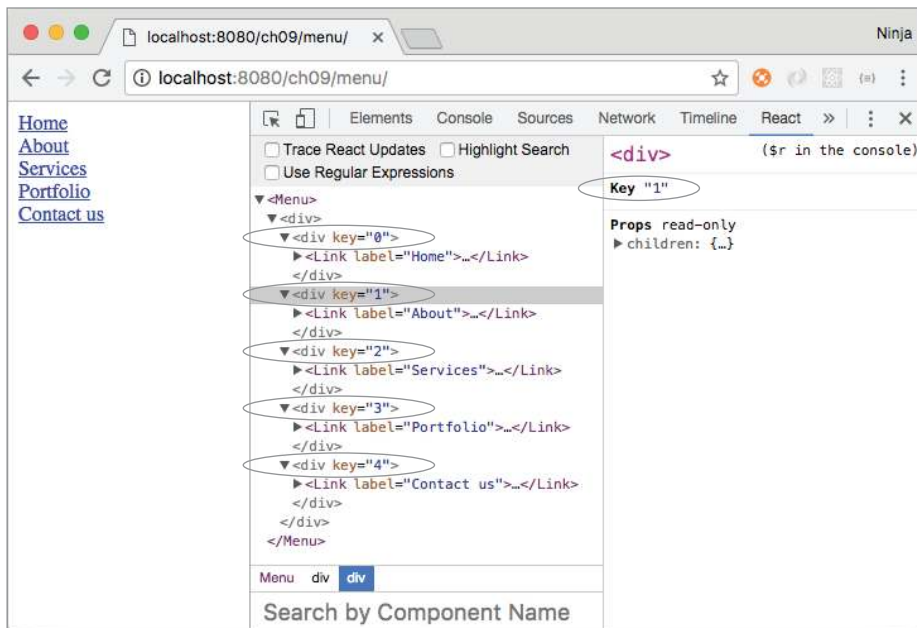 localhost:8080/ch09/menu/ ×
Ninja
localhost:8080/ch09/menu/
Home
About
Services
Portfolio
Contact us
Elements Console Sources Network Timeline React » ⋮ ×
Trace React Updates Highlight Search
Use Regular Expressions
▼<Menu>
▼<div>
▼<div key="0">
▶<Link label="Home">…</Link>
</div>
▼<div key="1">
▶<Link label="About">…</Link>
</div>
▼<div key="2">
▶<Link label="Services">…</Link>
</div>
▼<div key="3">
▶<Link label="Portfolio">…</Link>
</div>
▼<div key="4">
▶<Link label="Contact us">…</Link>
</div>
</div>
</Menu>
Menu div div
Search by Component Name
<div> ($r in the console)
Key "1"
Props read-only
▶children: {…}